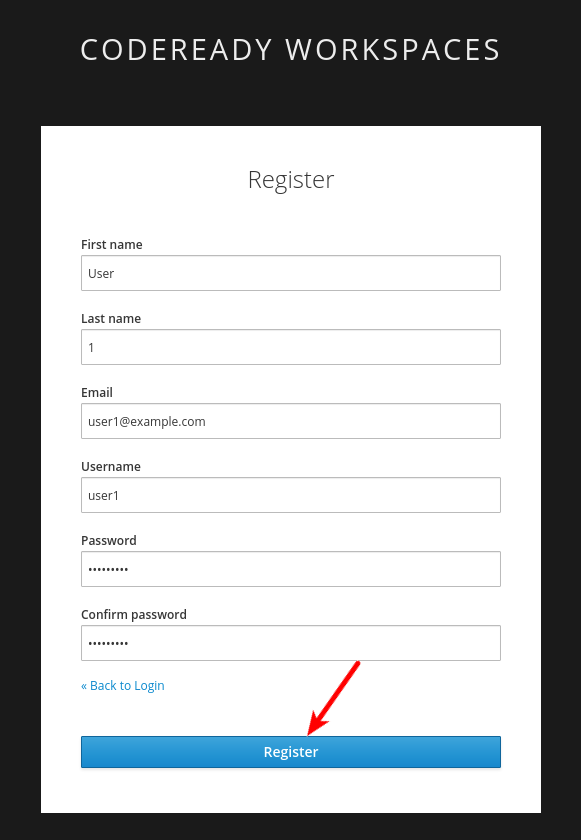 CODEREADY WORKSPACES
Register
First name
User
Last name
1
Email
user1@example.com
Username
user1
Password
•••••••••
Confirm password
•••••••••
« Back to Login
Register